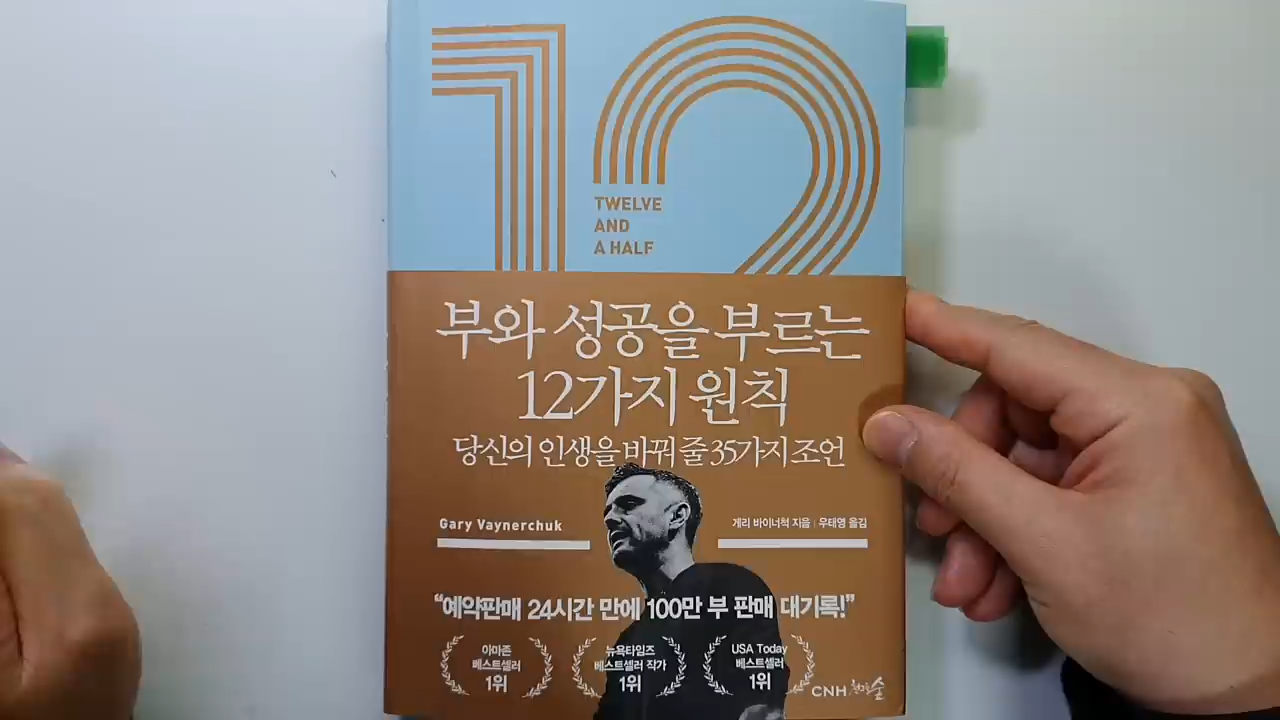 12
TWELVE
AND
A HALF
부와 성공을 부르는
12가지 원칙
당신의 인생을 바꿔 줄 35가지 조언
Gary Vaynerchuk
게리 바이너척 지음 | 우태영 옮김
“예약판매 24시간 만에 100만 부 판매 대기록!”
아마존
베스트셀러
1위
뉴욕타임즈
베스트셀러 작가
1위
USA Today
베스트셀러
1위
CNH